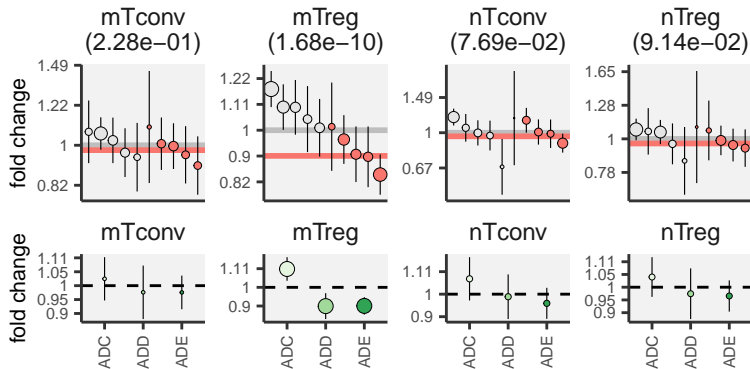 mTconv
(2.28e−01)
mTreg
(1.68e−10)
nTconv
(7.69e−02)
nTreg
(9.14e−02)
fold change
1.49
1.22
1
0.82
1.22
1.11
1
0.9
0.82
1.49
1
0.67
1.65
1.28
1
0.78
mTconv
mTreg
nTconv
nTreg
fold change
1.11
1.05
1
0.95
0.9
1.11
1
0.9
1.11
1
0.9
1.11
1.05
1
0.95
0.9
ADC
ADD
ADE
ADC
ADD
ADE
ADC
ADD
ADE
ADC
ADD
ADE